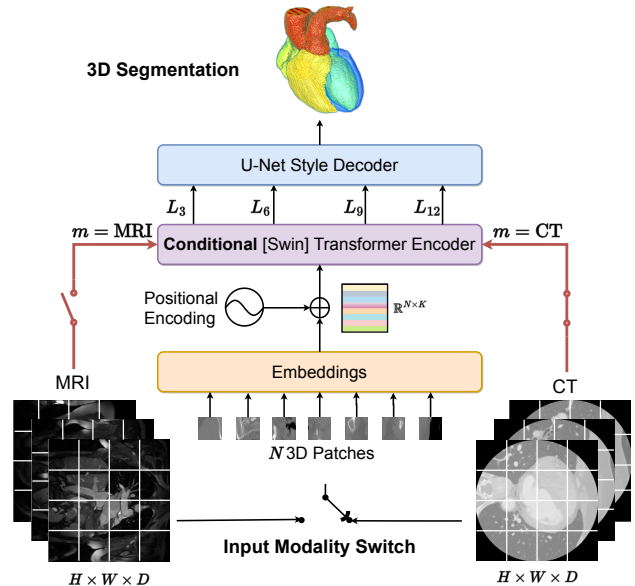 3D Segmentation
U-Net Style Decoder
L₃ L₆ L₉ L₁₂
m = MRI
m = CT
Conditional [Swin] Transformer Encoder
Positional
Encoding
ℝᴺˣᴷ
Embeddings
MRI
CT
N 3D Patches
Input Modality Switch
H × W × D
H × W × D